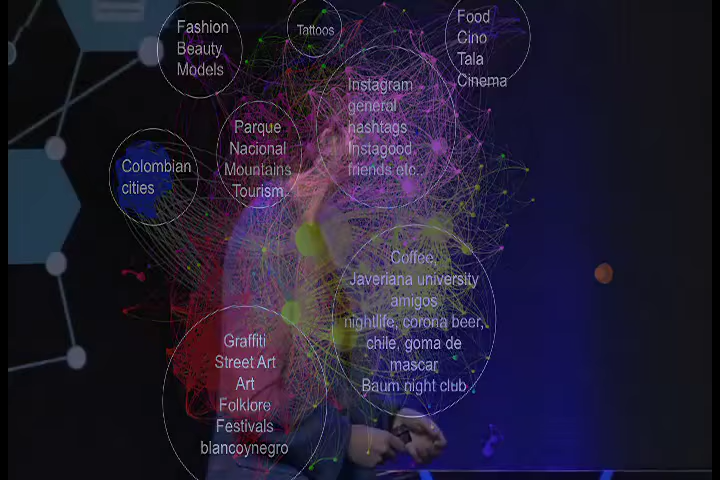 Fashion
Beauty
Models
Tattoos
Food
Cino
Tala
Cinema
Instagram
general
hashtags
Instagood
friends etc..
Parque
Nacional
Mountains
Tourism
Colombian
cities
Coffee,
Javeriana university
amigos
nightlife, corona beer,
chile, goma de
mascar
Baum night club
Graffiti
Street Art
Art
Folklore
Festivals
blancoynegro